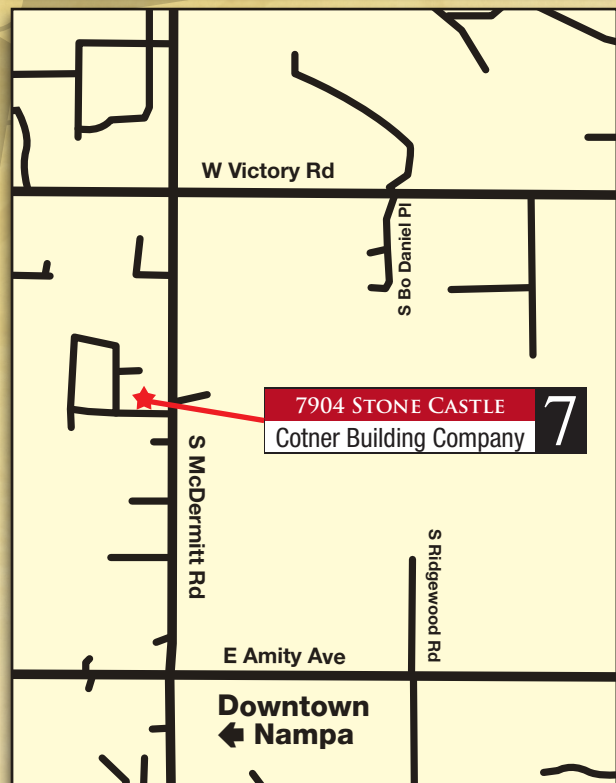 W Victory Rd
S Bo Daniel Pl
7904 STONE CASTLE
Cotner Building Company
7
S McDermitt Rd
S Ridgewood Rd
E Amity Ave
Downtown
Nampa